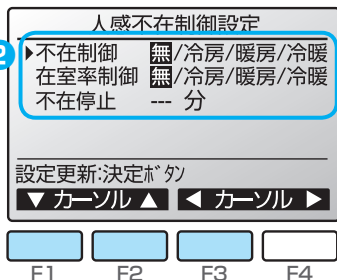 人感不在制御設定
2
▶不在制御 無/冷房/暖房/冷暖
在室率制御 無/冷房/暖房/冷暖
不在停止 --- 分
設定更新:決定ﾎﾞﾀﾝ
▼ カーソル ▲ ◀ カーソル ▶
F1 F2 F3 F4